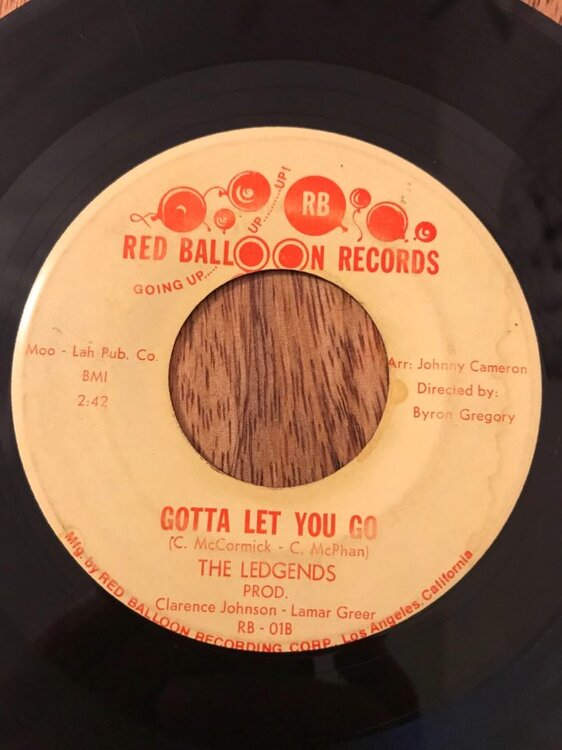 RB
RED BALLOON RECORDS
GOING UP...... UP...... UP!
Moo - Lah Pub. Co.
BMI
2:42
Arr: Johnny Cameron
Directed by:
Byron Gregory
GOTTA LET YOU GO
(C. McCormick - C. McPhan)
THE LEDGENDS
PROD.
Clarence Johnson - Lamar Greer
RB - 01B
Mfg. by RED BALLOON RECORDING CORP. Los Angeles, California